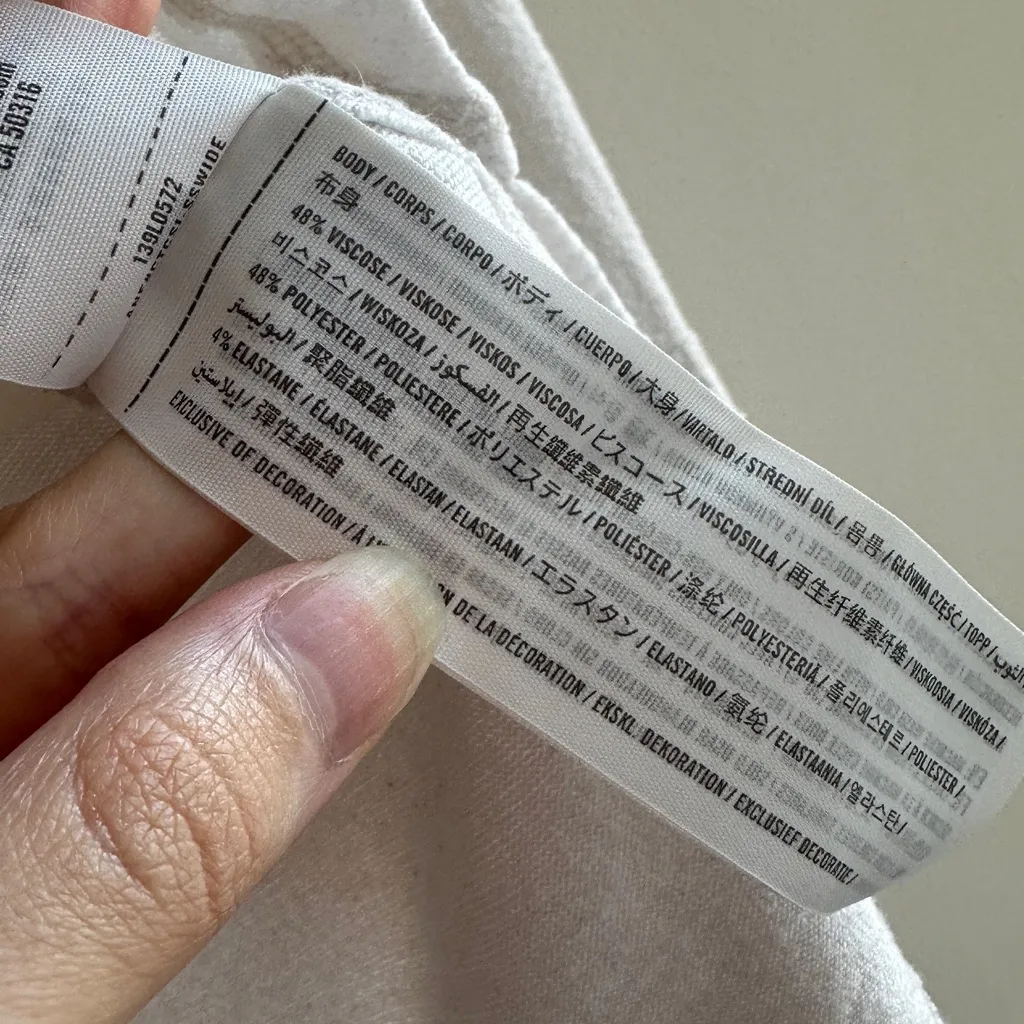 CA 50316
139L0572
BODY / CORPS / CORPO / ボディ / CUERPO / 大身 / VARTALO / STŘEDNÍ DÍL / 몸통 / GŁÓWNA CZĘŚĆ / TOPP /
布身
48% VISCOSE / VISKOSE / VISKOS / VISCOSA / ビスコース / VISCOSILLA / 再生纤维素纤维 / VISKOOSIA / VISKÓZA /
비스코스 / WISKOZA / الفسكوز / 再生纖維素纖維
48% POLYESTER / POLIESTERE / ポリエステル / POLIÉSTER / 涤纶 / POLYESTERIÄ / 폴리에스테르 / POLIESTER /
البوليستر / 聚脂纖維
4% ELASTANE / ÉLASTANE / ELASTAN / ELASTAAN / エラスタン / ELASTANO / 氨纶 / ELASTAANIA / 엘라스탄 /
إيلاستين / 彈性纖維
EXCLUSIVE OF DECORATION / À DE LA DÉCORATION / EKSKL. DEKORATION / EXCLUSIEF DECORATIE /